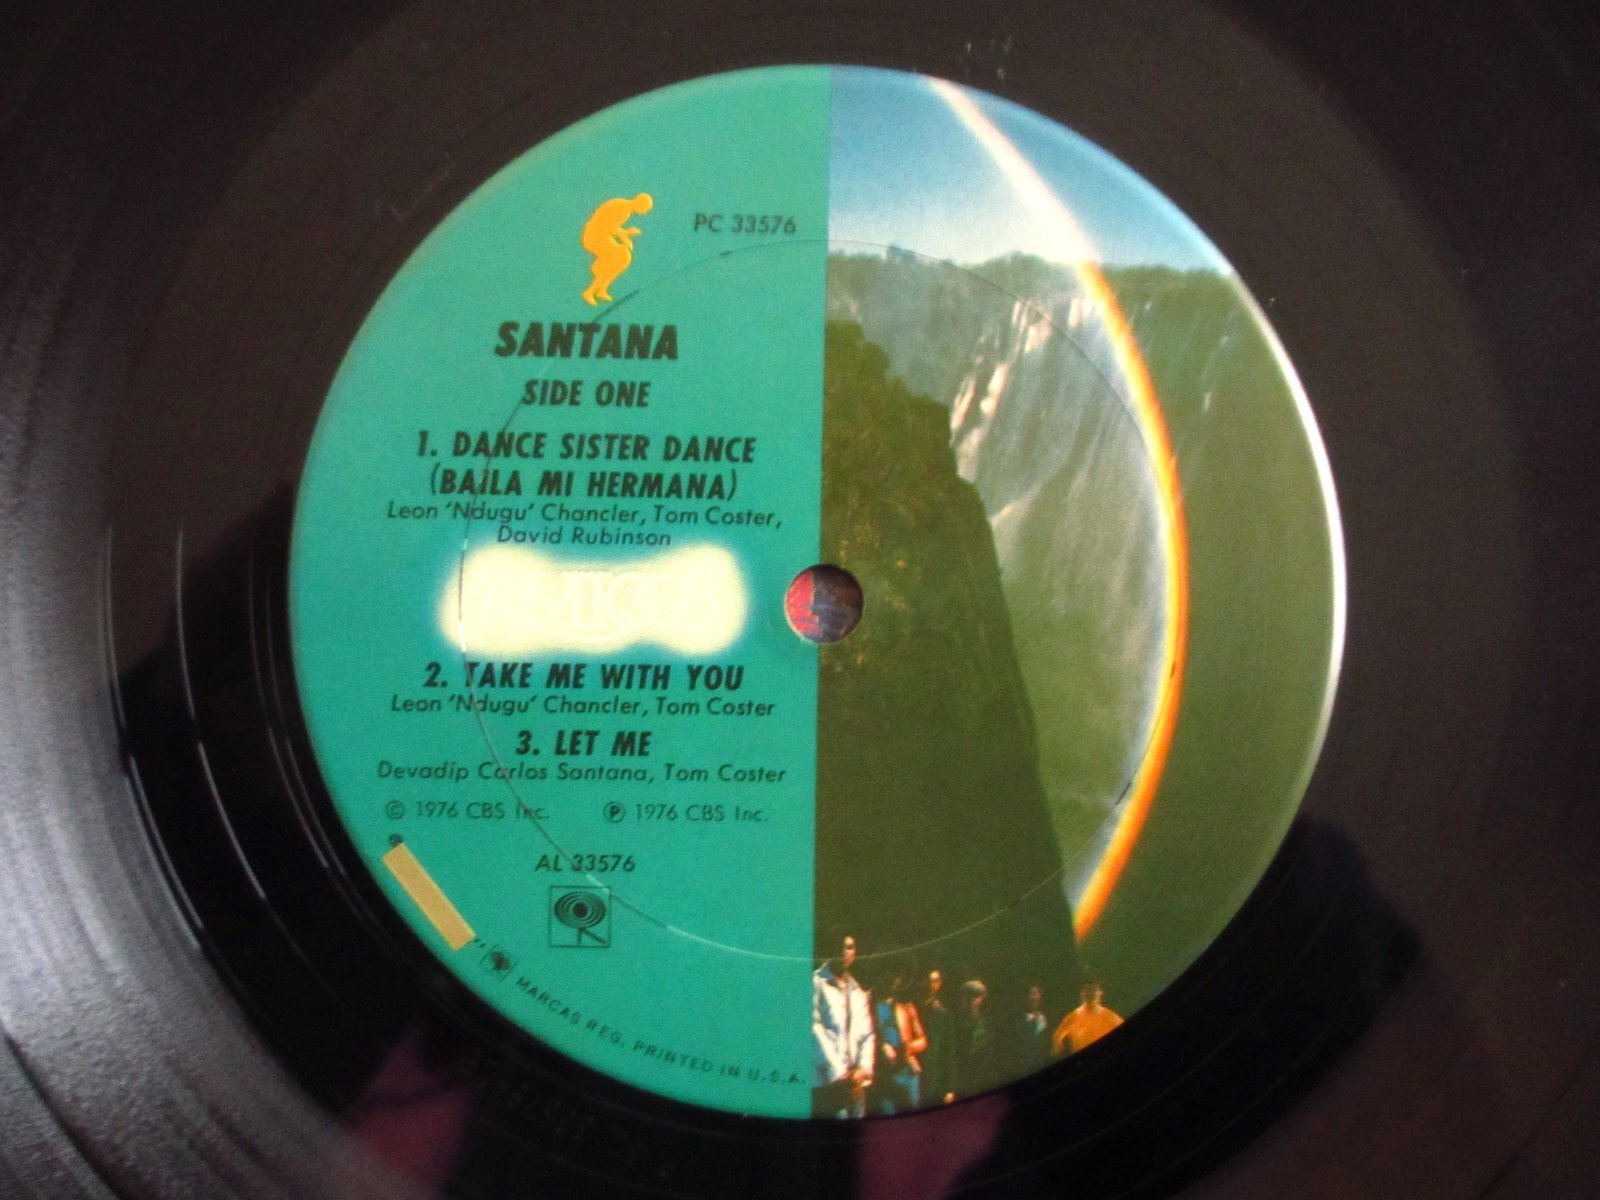 PC 33576
SANTANA
SIDE ONE
1. DANCE SISTER DANCE
(BAILA MI HERMANA)
Leon 'Ndugu' Chancler, Tom Coster,
David Rubinson
2. TAKE ME WITH YOU
Leon 'Ndugu' Chancler, Tom Coster
3. LET ME
Devadip Carlos Santana, Tom Coster
© 1976 CBS Inc. ℗ 1976 CBS Inc.
AL 33576
MARCAS REG. PRINTED IN U.S.A.